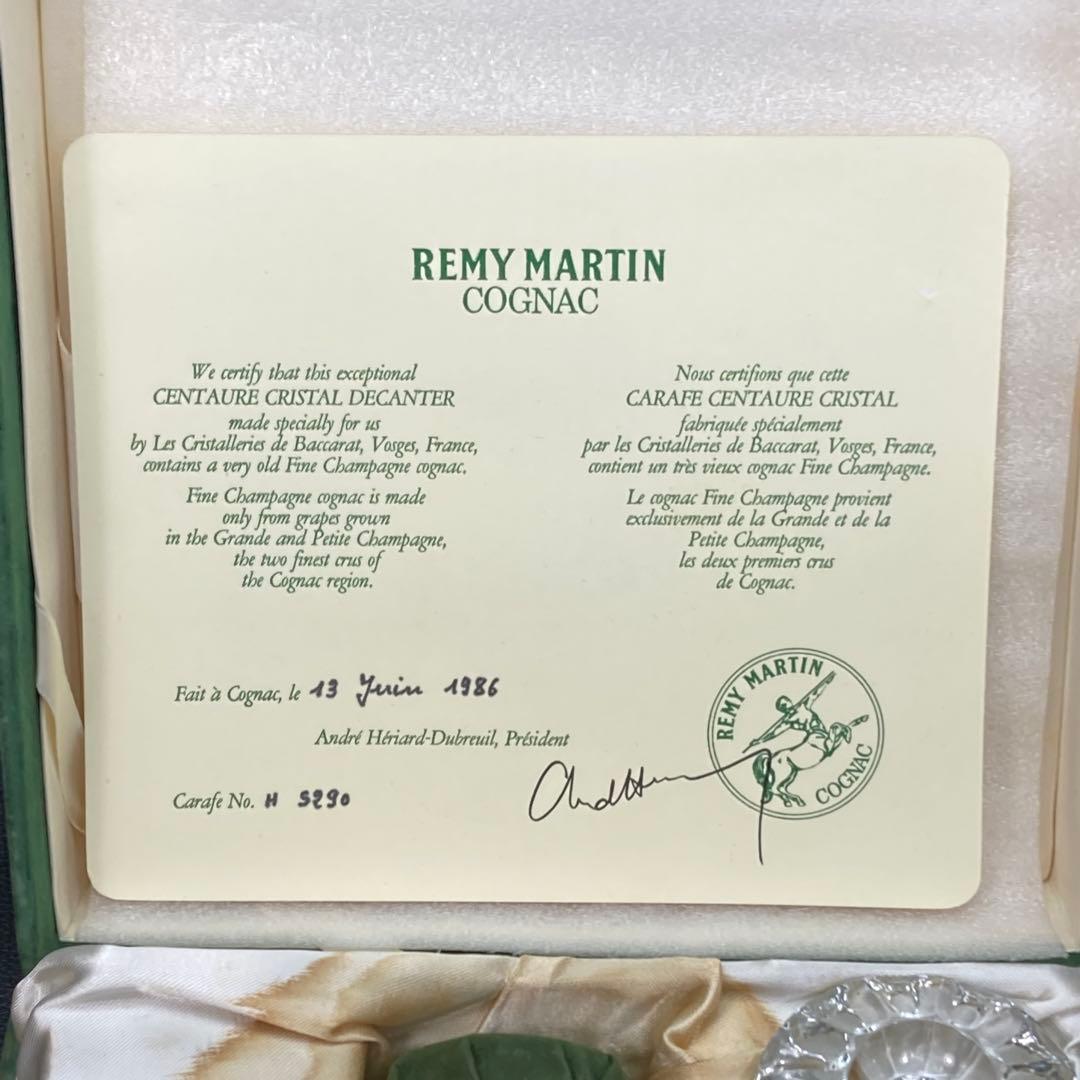 REMY MARTIN
COGNAC
We certify that this exceptional
CENTAURE CRISTAL DECANTER
made specially for us
by Les Cristalleries de Baccarat, Vosges, France,
contains a very old Fine Champagne cognac.
Fine Champagne cognac is made
only from grapes grown
in the Grande and Petite Champagne,
the two finest crus of
the Cognac region.
Nous certifions que cette
CARAFE CENTAURE CRISTAL
fabriquée spécialement
par les Cristalleries de Baccarat, Vosges, France,
contient un très vieux cognac Fine Champagne.
Le cognac Fine Champagne provient
exclusivement de la Grande et de la
Petite Champagne,
les deux premiers crus
de Cognac.
Fait à Cognac, le 13 Juin 1986
André Hériard-Dubreuil, Président
Carafe No. H 5290
REMY MARTIN
COGNAC